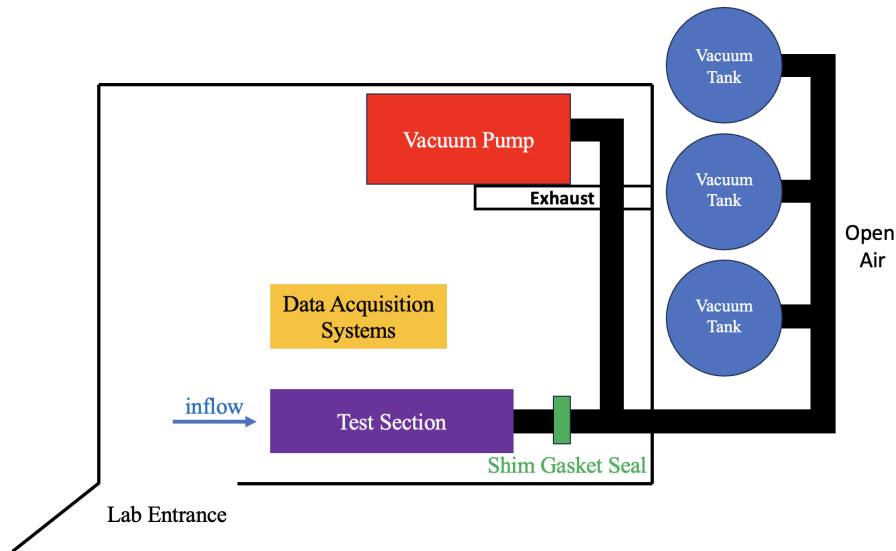 Vacuum
Tank
Vacuum Pump
Vacuum
Tank
Exhaust
Open
Air
Data Acquisition
Systems
Vacuum
Tank
inflow
Test Section
Shim Gasket Seal
Lab Entrance